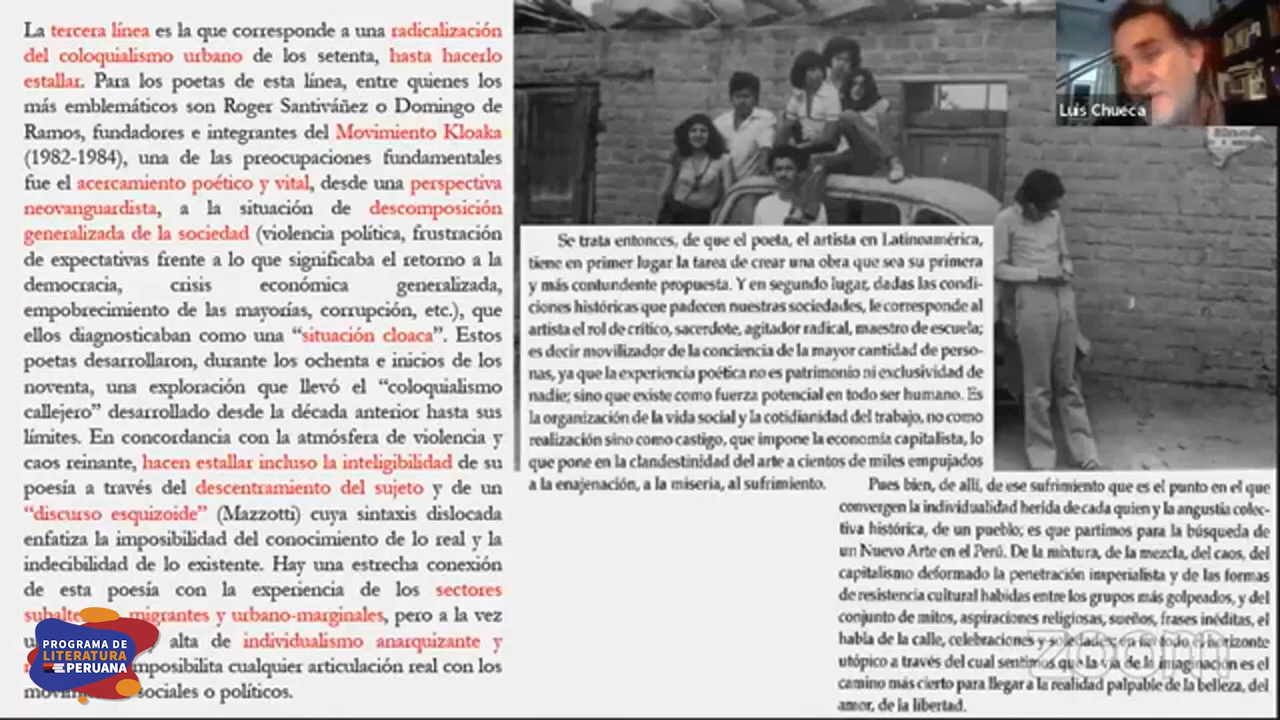 La tercera línea es la que corresponde a una radicalización
del coloquialismo urbano de los setenta, hasta hacerlo
estallar. Para los poetas de esta línea, entre quienes los
más emblemáticos son Roger Santiváñez o Domingo de
Ramos, fundadores e integrantes del Movimiento Kloaka
(1982-1984), una de las preocupaciones fundamentales
fue el acercamiento poético y vital, desde una perspectiva
neovanguardista, a la situación de descomposición
generalizada de la sociedad (violencia política, frustración
de expectativas frente a lo que significaba el retorno a la
democracia, crisis económica generalizada,
empobrecimiento de las mayorías, corrupción, etc.), que
ellos diagnosticaban como una “situación cloaca”. Estos
poetas desarrollaron, durante los ochenta e inicios de los
noventa, una exploración que llevó el “coloquialismo
callejero” desarrollado desde la década anterior hasta sus
límites. En concordancia con la atmósfera de violencia y
caos reinante, hacen estallar incluso la inteligibilidad de su
poesía a través del descentramiento del sujeto y de un
“discurso esquizoide” (Mazzotti) cuya sintaxis dislocada
enfatiza la imposibilidad del conocimiento de lo real y la
indecibilidad de lo existente. Hay una estrecha conexión
de esta poesía con la experiencia de los sectores
migrantes y urbano-marginales, pero a la vez
alta de individualismo anarquizante y
imposibilita cualquier articulación real con los
sociales o políticos.
PROGRAMA DE
LITERATURA
PERUANA
Luis Chueca
Se trata entonces, de que el poeta, el artista en Latinoamérica,
tiene en primer lugar la tarea de crear una obra que sea su primera
y más contundente propuesta. Y en segundo lugar, dadas las condi-
ciones históricas que padecen nuestras sociedades, le corresponde al
artista el rol de crítico, sacerdote, agitador radical, maestro de escuela;
es decir movilizador de la conciencia de la mayor cantidad de perso-
nas, ya que la experiencia poética no es patrimonio ni exclusividad de
nadie; sino que existe como fuerza potencial en todo ser humano. Es
la organización de la vida social y la cotidianidad del trabajo, no como
realización sino como castigo, que impone la economía capitalista, lo
que pone en la clandestinidad del arte a cientos de miles empujados
a la enajenación, a la miseria, al sufrimiento.
Pues bien, de allí, de ese sufrimiento que es el punto en el que
convergen la individualidad herida de cada quien y la angustia colec-
tiva histórica, de un pueblo; es que partimos para la búsqueda de
un Nuevo Arte en el Perú. De la mixtura, de la mezcla, del caos, del
capitalismo deformado la penetración imperialista y de las formas
de resistencia cultural habidas entre los grupos más golpeados, y del
conjunto de mitos, aspiraciones religiosas, sueños, frases inéditas, el
habla de la calle, celebraciones y soledades; horizonte
utópico a través del cual sentimos que la vía de la imaginación es el
camino más cierto para llegar a la realidad palpable de la belleza, del
amor, de la libertad.
zoom